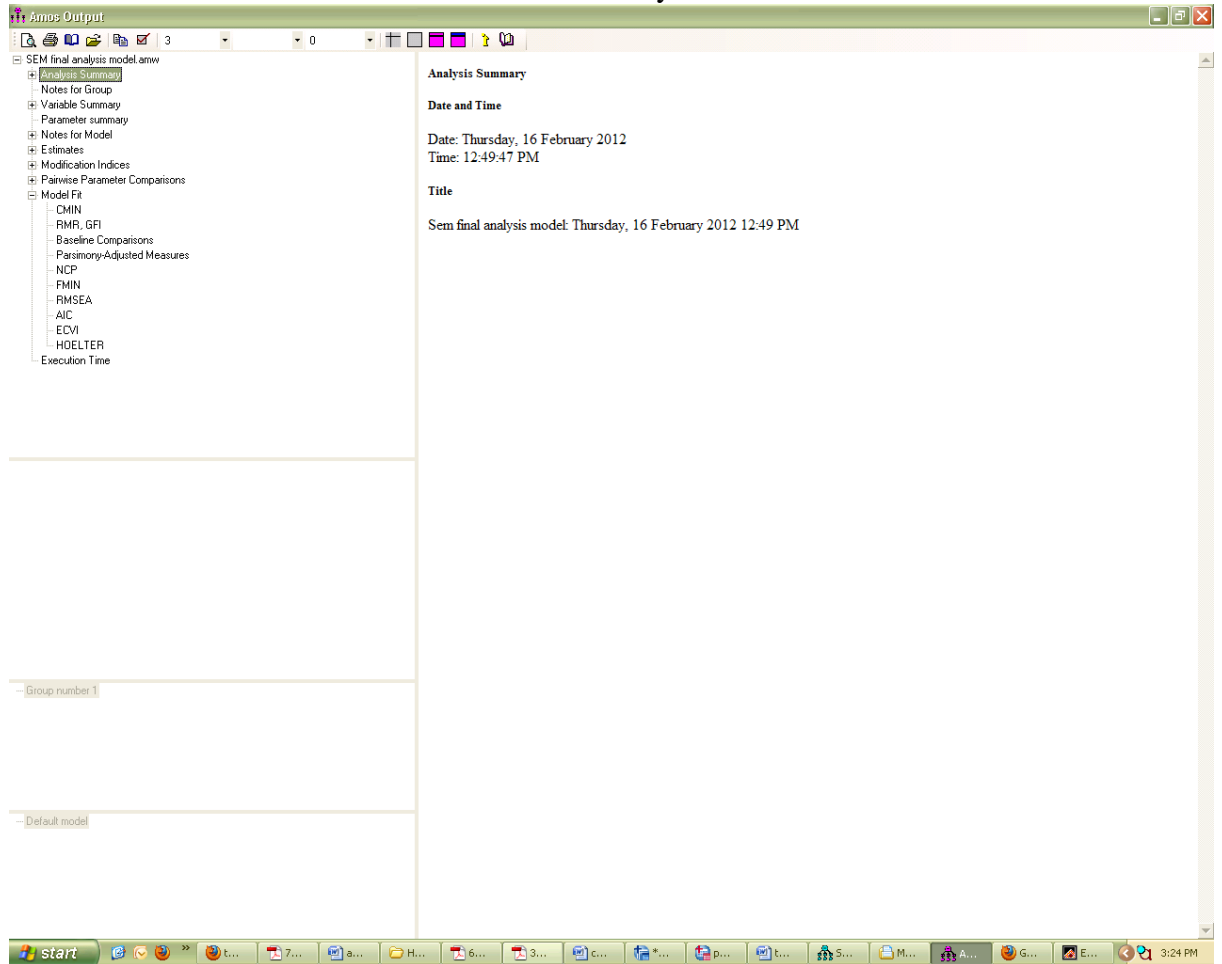 Amos Output
3 0
SEM final analysis model.amw
Analysis Summary
Notes for Group
Variable Summary
Parameter summary
Notes for Model
Estimates
Modification Indices
Pairwise Parameter Comparisons
Model Fit
CMIN
RMR, GFI
Baseline Comparisons
Parsimony-Adjusted Measures
NCP
FMIN
RMSEA
AIC
ECVI
HOELTER
Execution Time
Group number 1
Default model
Analysis Summary
Date and Time
Date: Thursday, 16 February 2012
Time: 12:49:47 PM
Title
Sem final analysis model: Thursday, 16 February 2012 12:49 PM
start » t... 7... a... H... 6... 3... c... *... p... t... S... M... A... G... E... 3:24 PM